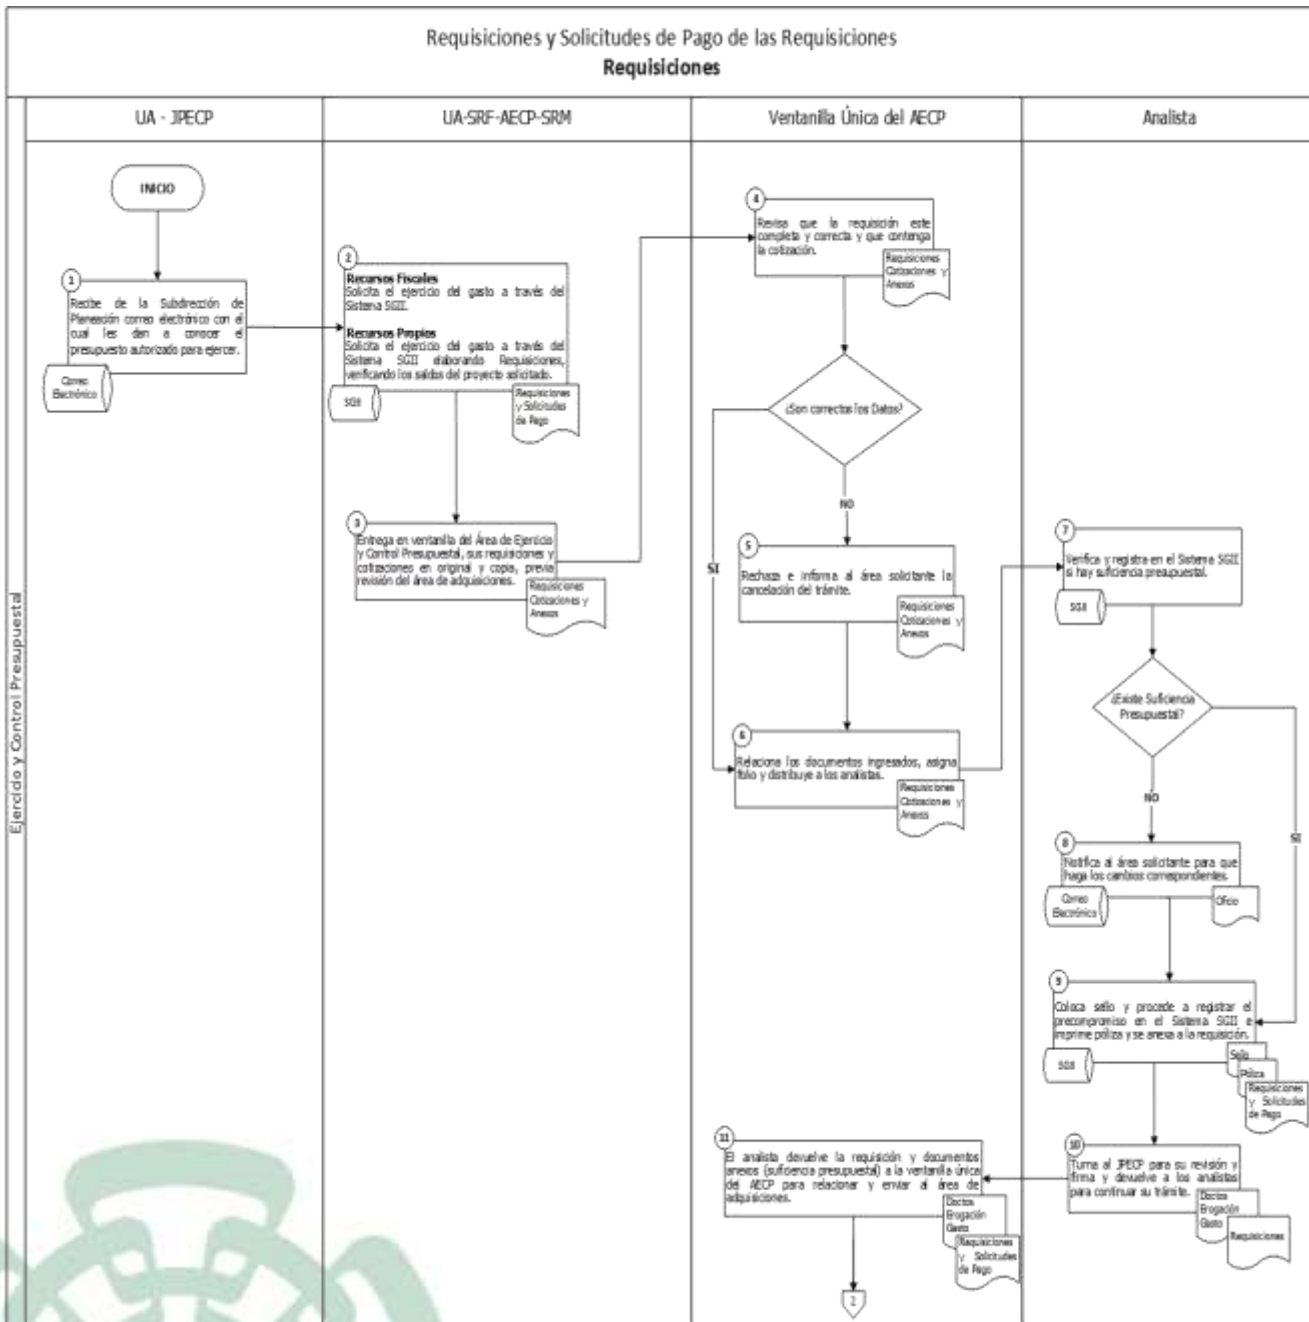 Requisiciones y Solicitudes de Pago de las Requisiciones
Requisiciones
Ejercicio y Control Presupuestal
UA - JPECP
UA-SRF-AECP-SRM
Ventanilla Única del AECP
Analista
INICIO
1
Recibe de la Subdirección de
Planeación correo electrónico con el
cual les dan a conocer el
presupuesto autorizado para ejercer.
Correo
Electrónico
2
Recursos Fiscales
Solicita el ejercicio del gasto a través del
Sistema SGII.
Recursos Propios
Solicita el ejercicio del gasto a través del
Sistema SGII elaborando Requisiciones,
verificando los saldos del proyecto solicitado.
SGII
Requisiciones
y Solicitudes
de Pago
3
Entrega en ventanilla del Área de Ejercicio
y Control Presupuestal, sus requisiciones y
cotizaciones en original y copia, previa
revisión del área de adquisiciones.
Requisiciones
Cotizaciones y
Anexos
4
Revisa que la requisición este
completa y correcta y que contenga
la cotización.
Requisiciones
Cotizaciones y
Anexos
¿Son correctos los Datos?
NO
SI
5
Rechaza e informa al área solicitante la
cancelación del trámite.
Requisiciones
Cotizaciones y
Anexos
6
Relaciona los documentos ingresados, asigna
folio y distribuye a los analistas.
Requisiciones
Cotizaciones y
Anexos
7
Verifica y registra en el Sistema SGII
si hay suficiencia presupuestal.
SGII
¿Existe Suficiencia
Presupuestal?
NO
SI
8
Notifica al área solicitante para que
haga los cambios correspondientes.
Correo
Electrónico
Oficio
9
Coloca sello y procede a registrar el
precompromiso en el Sistema SGII e
imprime póliza y se anexa a la requisición.
SGII
Sello
Póliza
Requisiciones
y Solicitudes
de Pago
10
Turna al JPECP para su revisión y
firma y devuelve a los analistas
para continuar su trámite.
Doctos
Erogación
Gasto
Requisiciones
11
El analista devuelve la requisición y documentos
anexos (suficiencia presupuestal) a la ventanilla única
del AECP para relacionar y enviar al área de
adquisiciones.
Doctos
Erogación
Gasto
Requisiciones
y Solicitudes
de Pago
2